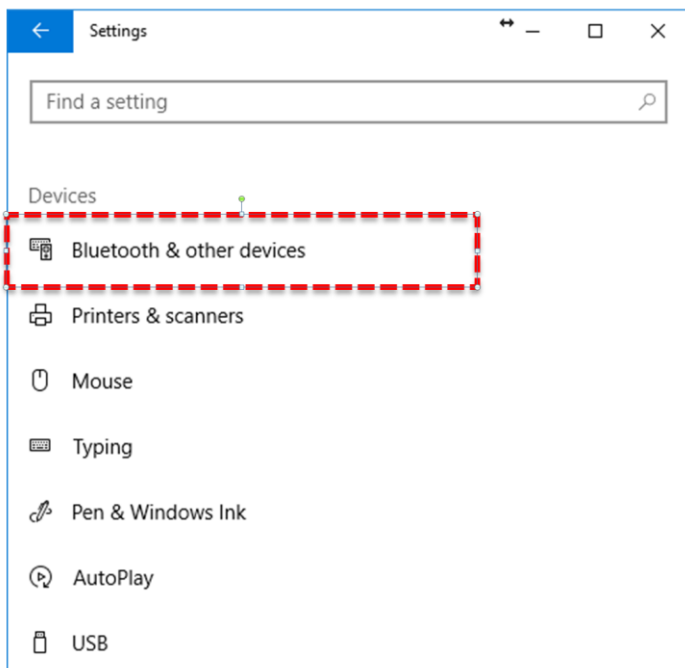 Settings
Find a setting
Devices
Bluetooth & other devices
Printers & scanners
Mouse
Typing
Pen & Windows Ink
AutoPlay
USB